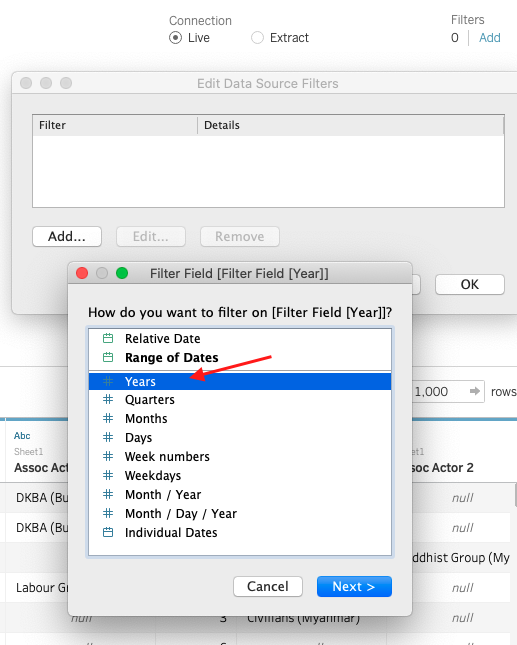 Connection
Filters
Live
Extract
0
Add
Edit Data Source Filters
Filter
Details
Add...
Edit...
Remove
OK
Filter Field [Filter Field [Year]]
How do you want to filter on [Filter Field [Year]]?
Relative Date
Range of Dates
Years
Quarters
Months
Days
Week numbers
Weekdays
Month / Year
Month / Day / Year
Individual Dates
Cancel
Next >
1,000
rows
Abc
Sheet1
Assoc Act
soc Actor 2
DKBA (Bu
null
DKBA (Bu
null
ddhist Group (My
Labour Gr
null
null
3
Civilians (Myanmar)
null